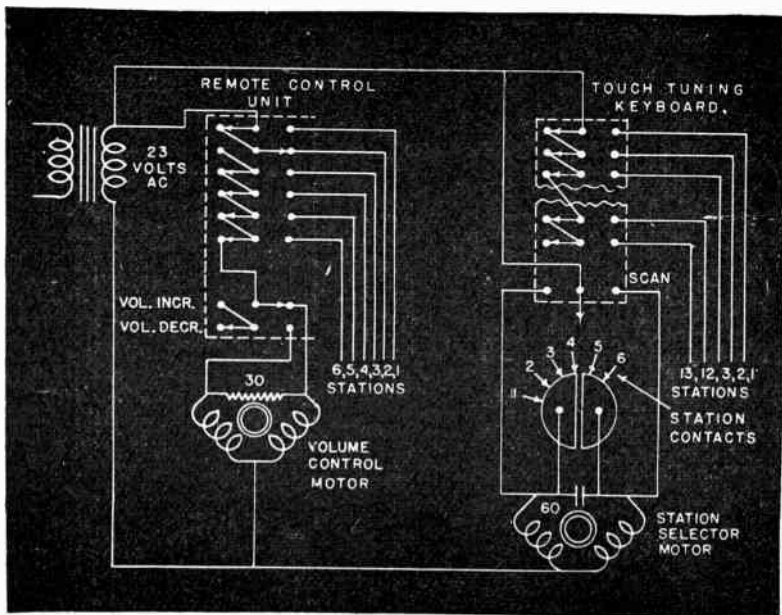 REMOTE CONTROL
UNIT
TOUCH TUNING
KEYBOARD.
23
VOLTS
AC
SCAN
VOL. INCR.
VOL. DECR.
6,5,4,3,2,1
STATIONS
30
VOLUME
CONTROL
MOTOR
1
2
3
4
5
6
13,12,3,2,1
STATIONS
STATION
CONTACTS
60
STATION
SELECTOR
MOTOR